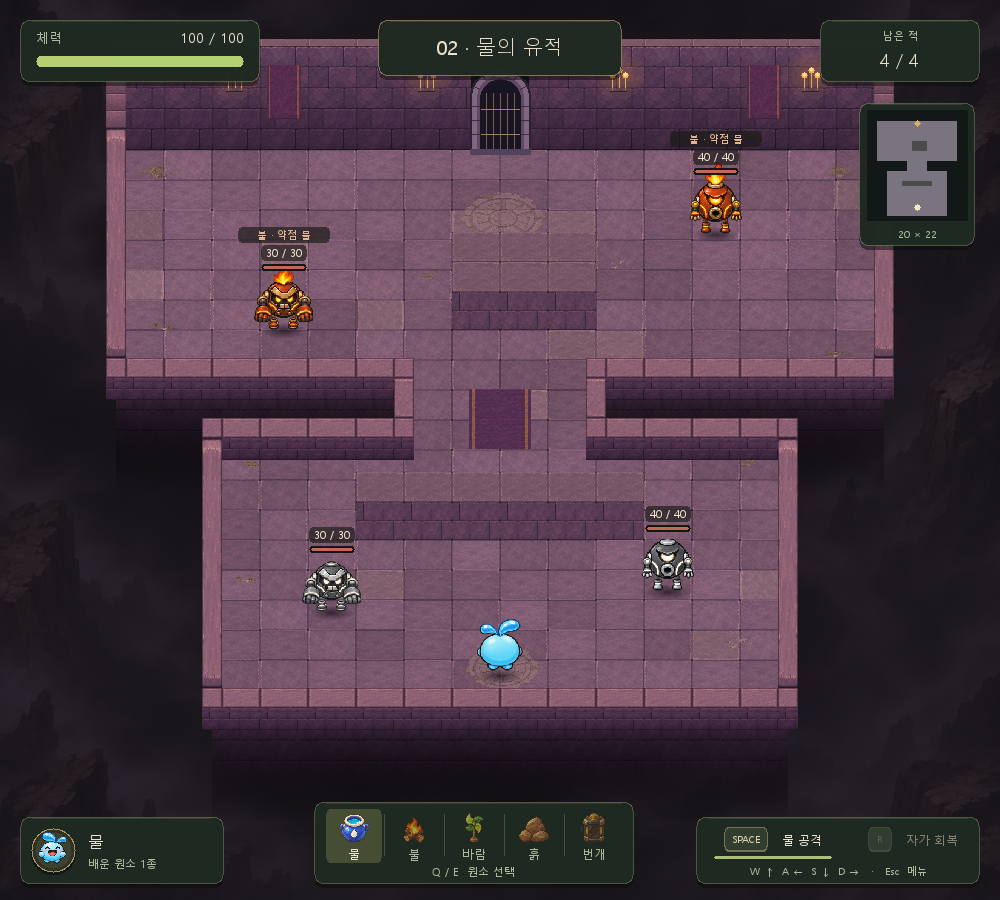 체력 100 / 100
02 · 물의 유적
남은 적
4 / 4
불 · 약점 물
40 / 40
20 × 22
불 · 약점 물
30 / 30
40 / 40
30 / 30
물
배운 원소 1종
물 불 바람 흙 번개
Q / E 원소 선택
SPACE 물 공격 R 자가 회복
W ↑ A ← S ↓ D → · Esc 메뉴